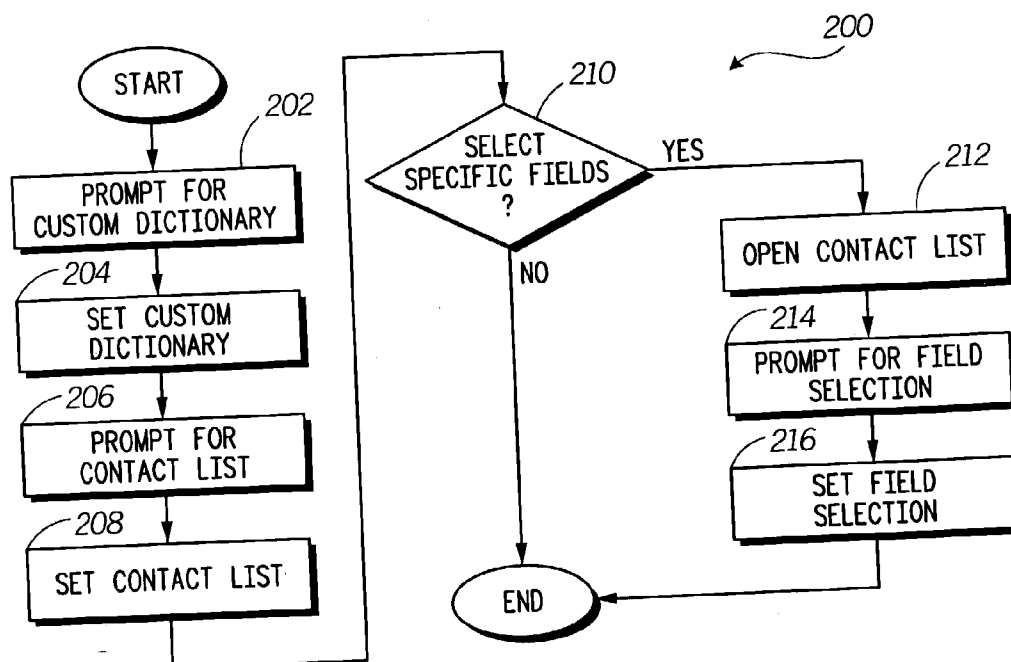 200
START
202
PROMPT FOR
CUSTOM DICTIONARY
204
SET CUSTOM
DICTIONARY
206
PROMPT FOR
CONTACT LIST
208
SET CONTACT LIST
210
SELECT
SPECIFIC FIELDS
?
YES
NO
212
OPEN CONTACT LIST
214
PROMPT FOR FIELD
SELECTION
216
SET FIELD
SELECTION
END